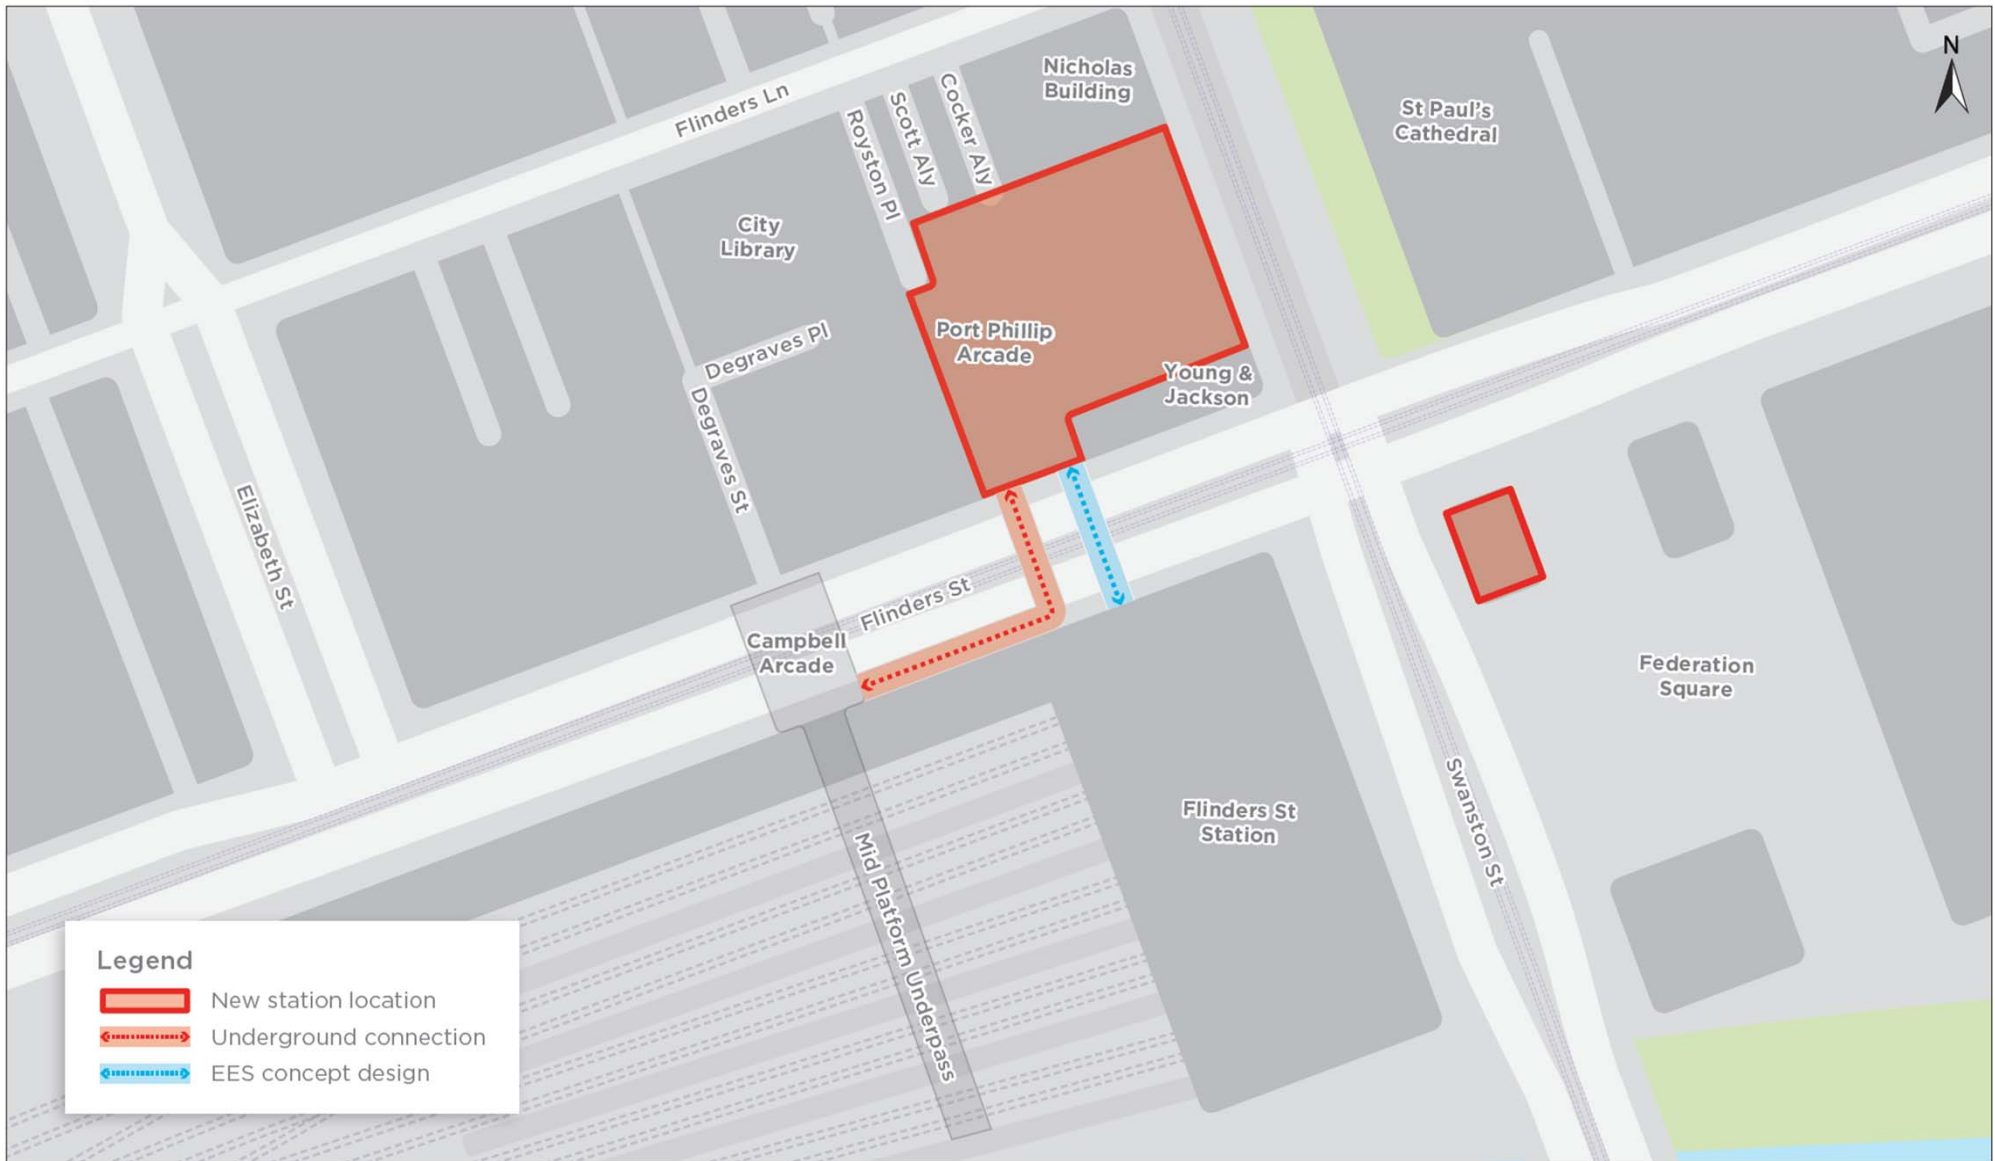 N
Nicholas
Building
St Paul's
Cathedral
Flinders Ln
Royston Pl
Scott Aly
Cocker Aly
City
Library
Port Phillip
Arcade
Degraves Pl
Young &
Jackson
Degraves St
Elizabeth St
Flinders St
Campbell
Arcade
Federation
Square
Flinders St
Station
Swanston St
Mid Platform Underpass
Legend
New station location
Underground connection
EES concept design